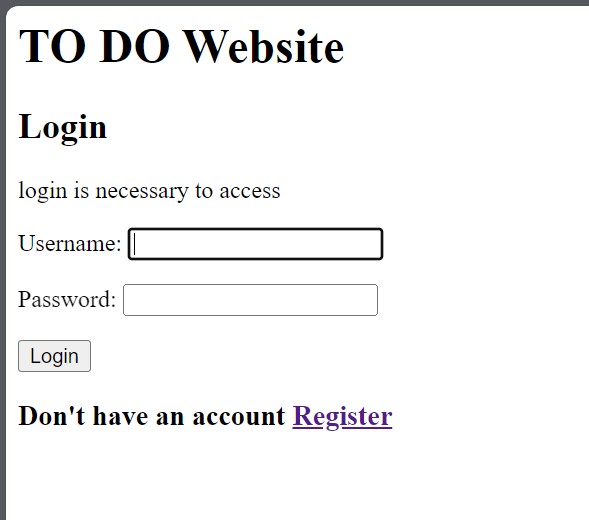 TO DO Website
Login
login is necessary to access
Username:
Password:
Login
Don't have an account Register